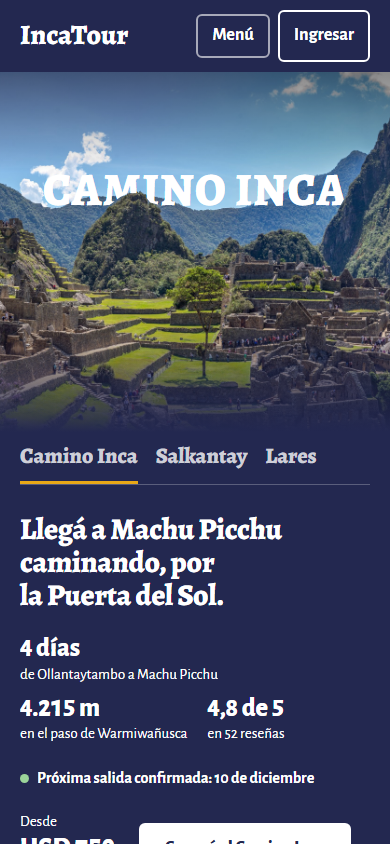 IncaTour
Menú
Ingresar
CAMINO INCA
Camino Inca
Salkantay
Lares
Llegá a Machu Picchu
caminando, por
la Puerta del Sol.
4 días
de Ollantaytambo a Machu Picchu
4.215 m
en el paso de Warmiwañusca
4,8 de 5
en 52 reseñas
Próxima salida confirmada: 10 de diciembre
Desde
USD